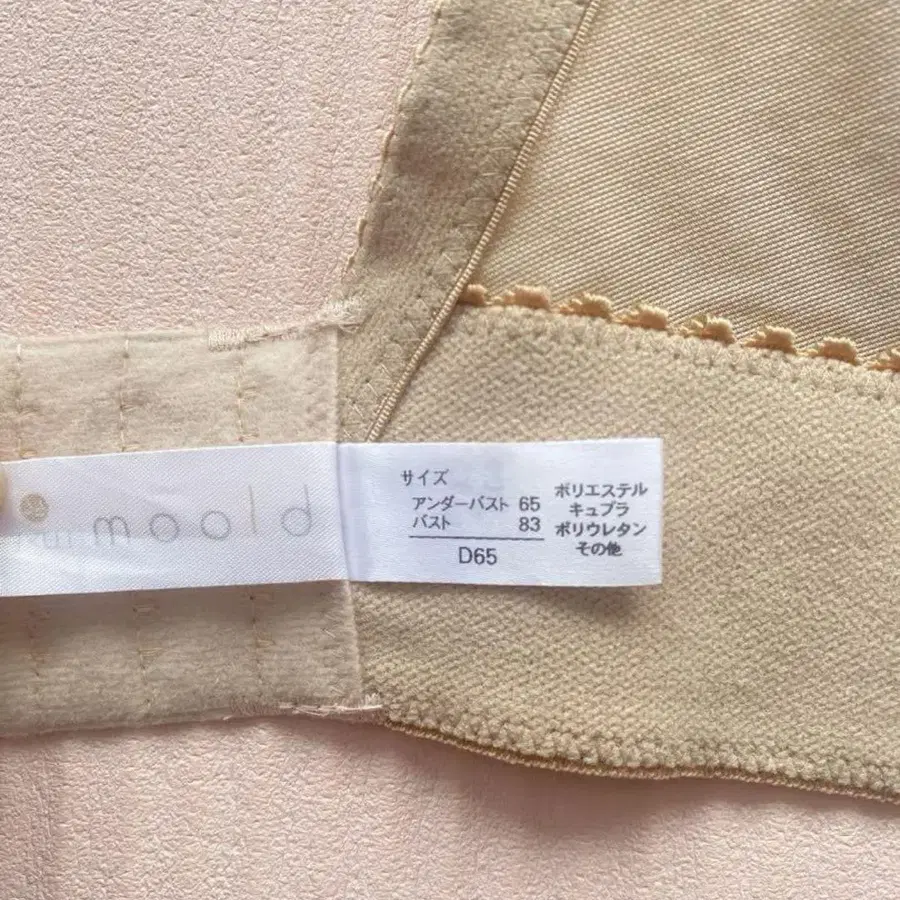 moold
サイズ
アンダーバスト 65
バスト 83
D65
ポリエステル
キュプラ
ポリウレタン
その他